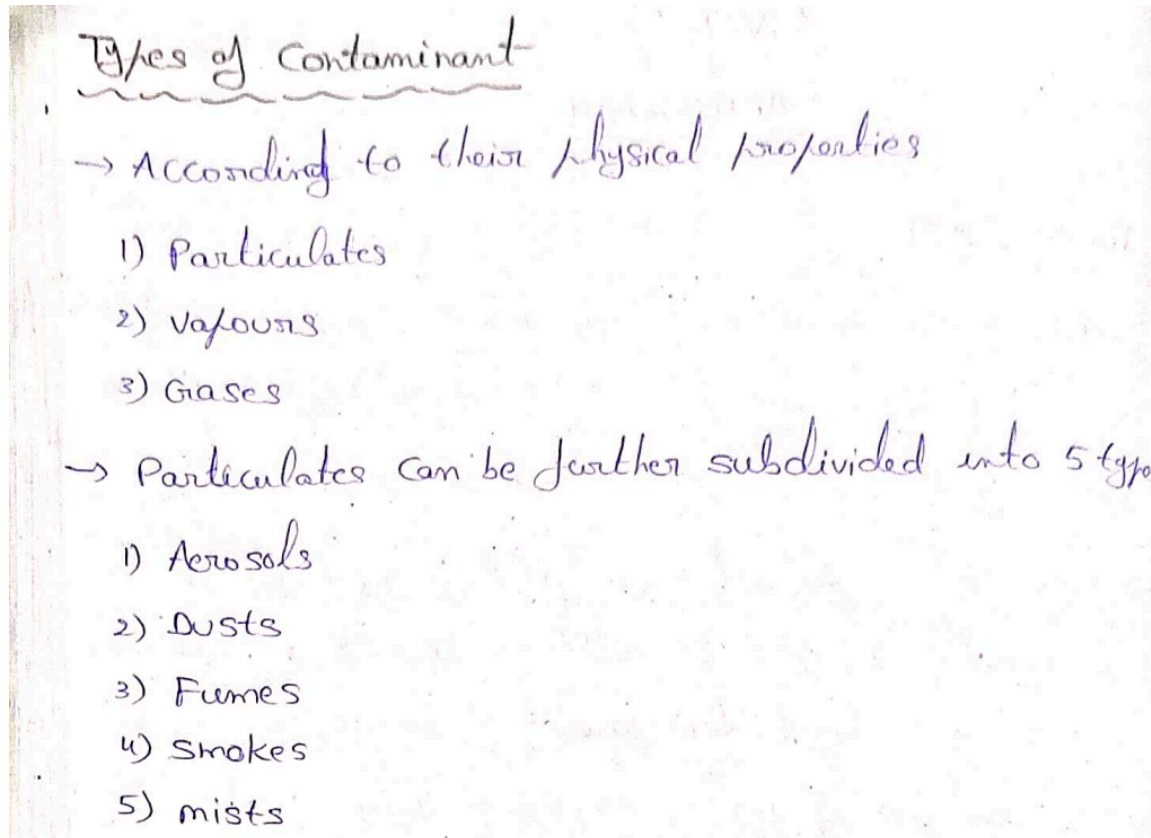 Types of Contaminant
→ According to their physical properties
1) Particulates
2) Vapours
3) Gases
→ Particulates can be further subdivided into 5 type
1) Aerosols
2) Dusts
3) Fumes
4) Smokes
5) mists